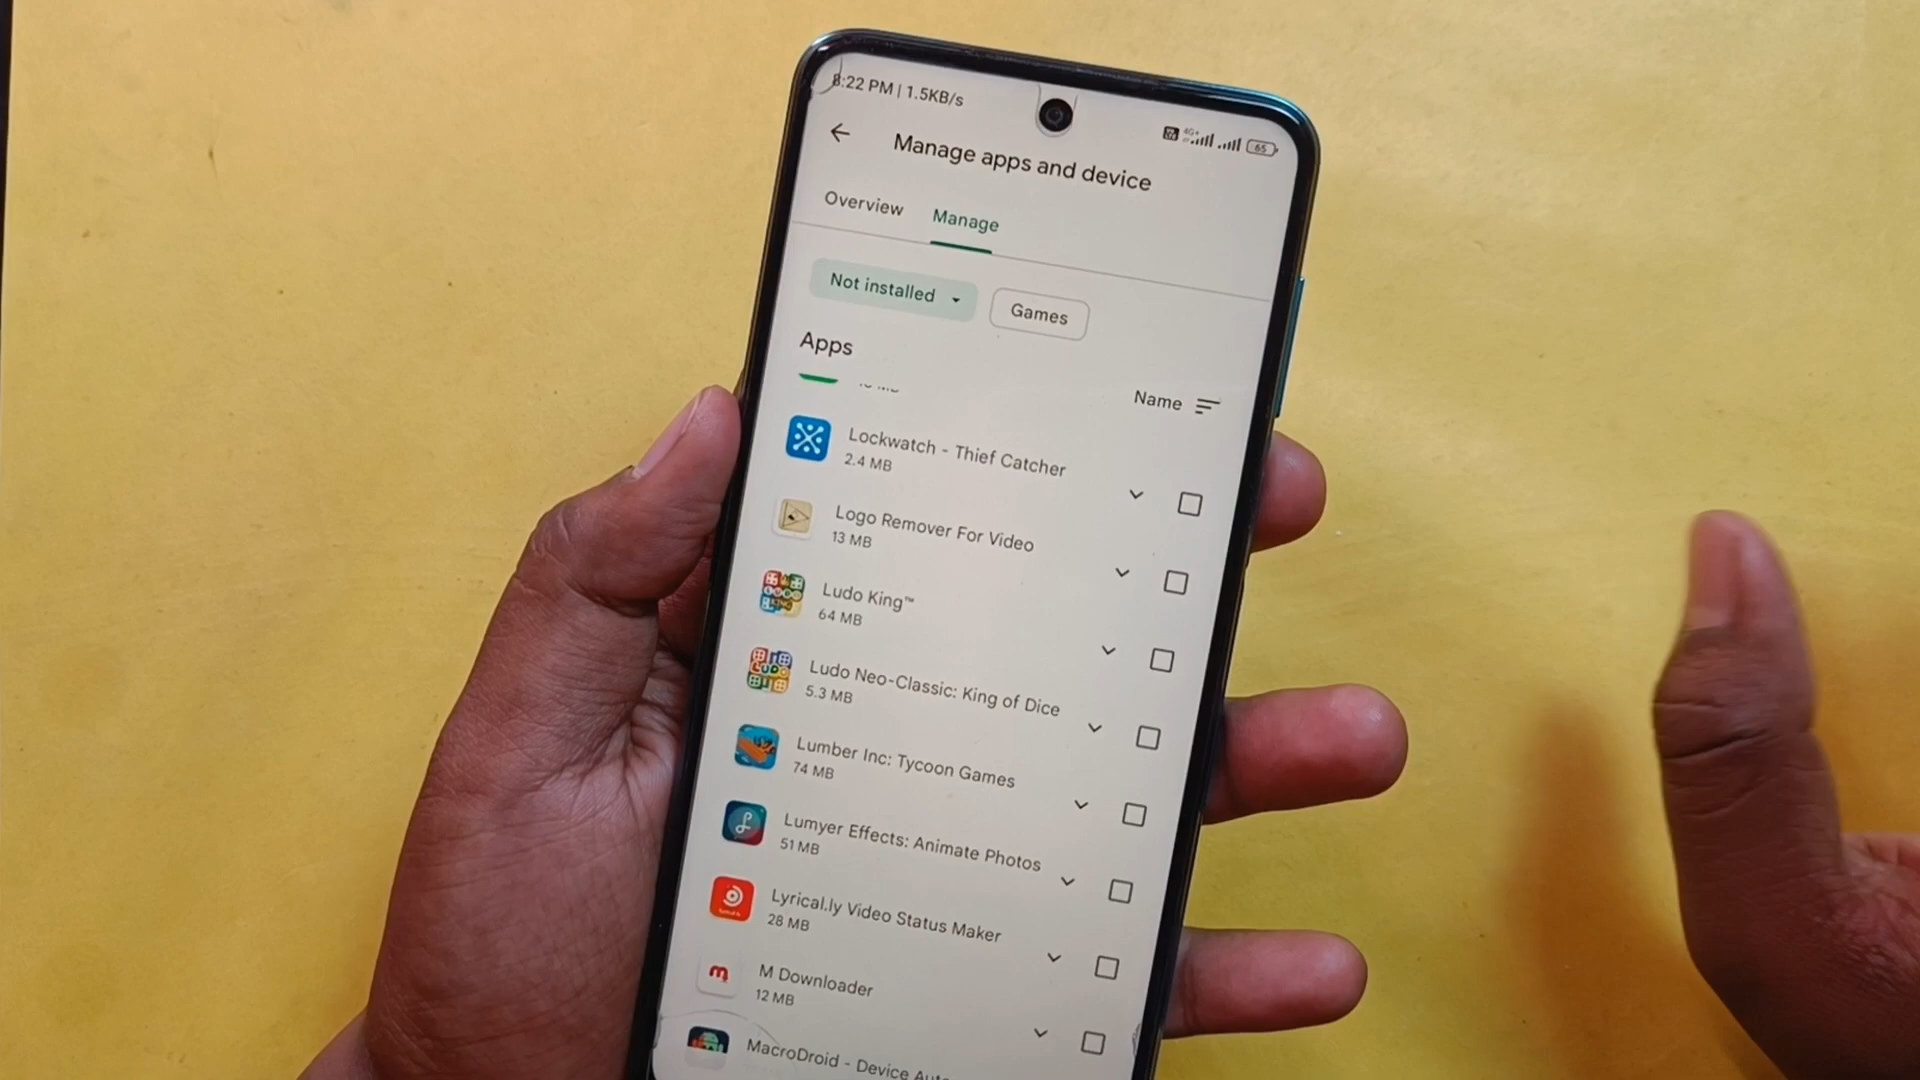 8:22 PM | 1.5KB/s
4G+
65
Manage apps and device
Overview
Manage
Not installed
Games
Apps
Name
Lockwatch - Thief Catcher
2.4 MB
Logo Remover For Video
13 MB
Ludo King™
64 MB
Ludo Neo-Classic: King of Dice
5.3 MB
Lumber Inc: Tycoon Games
74 MB
Lumyer Effects: Animate Photos
51 MB
Lyrical.ly Video Status Maker
28 MB
M Downloader
12 MB
MacroDroid - Device